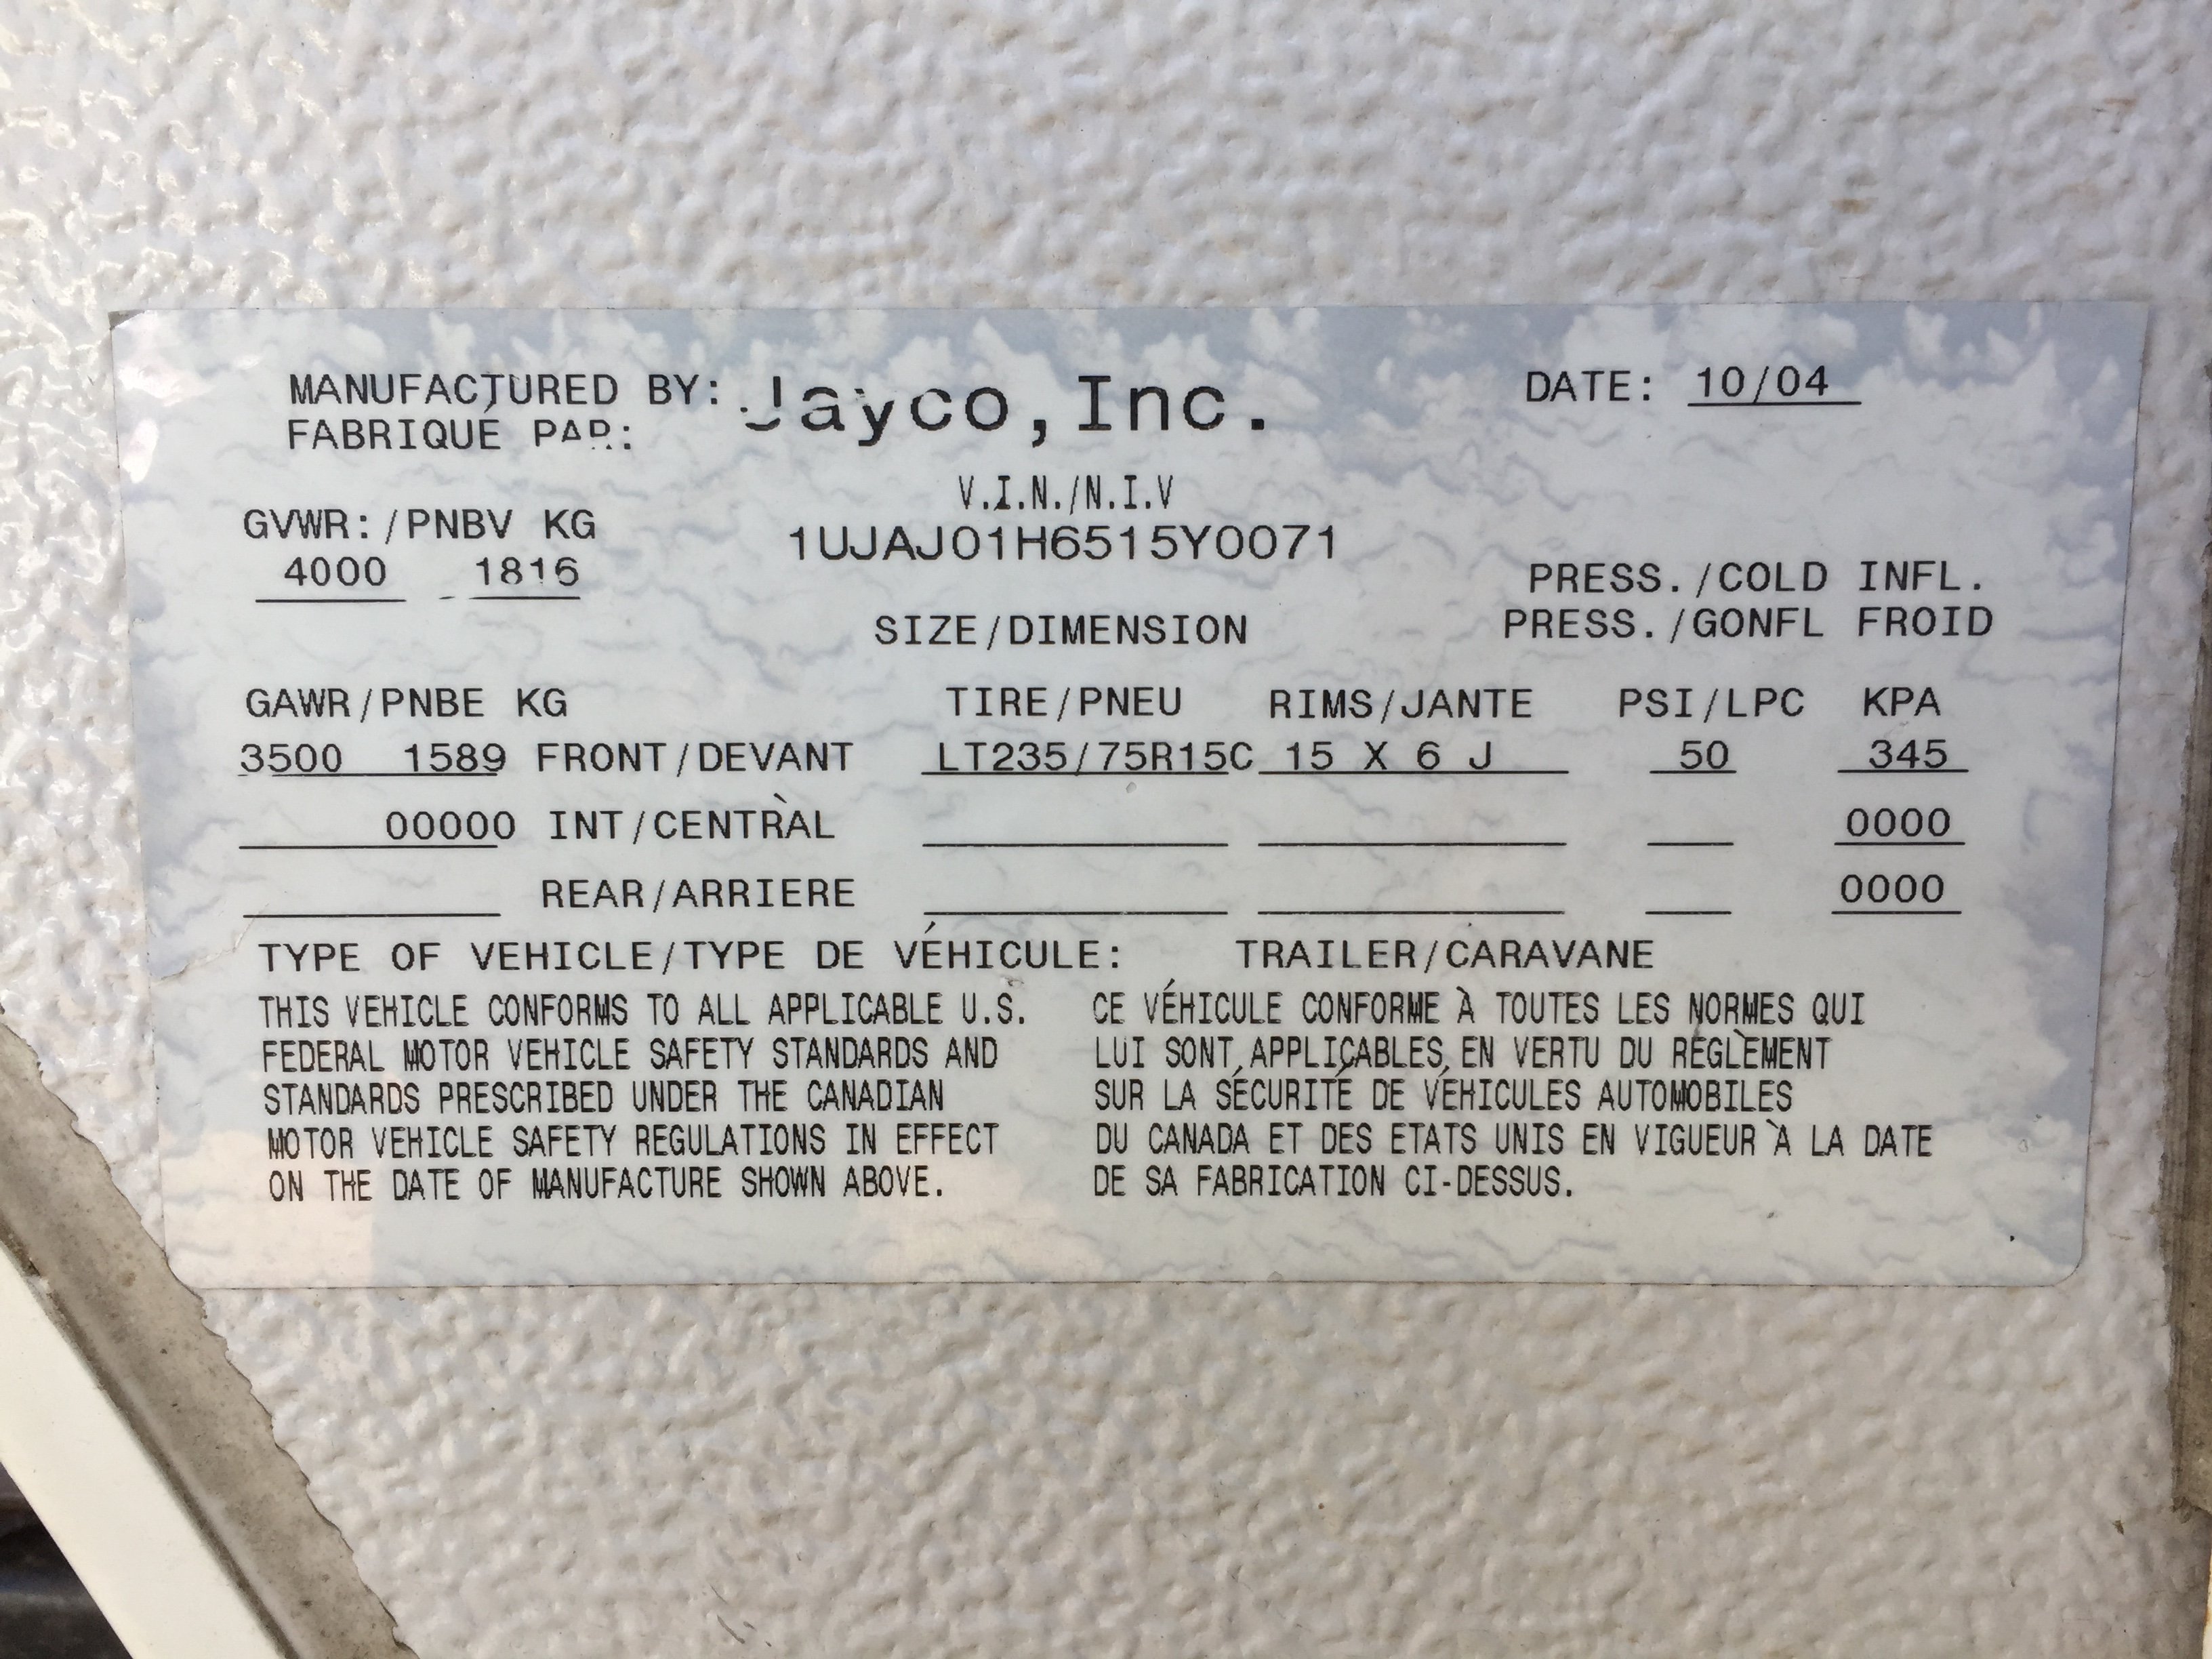 MANUFACTURED BY: Jayco, Inc. DATE: 10/04
FABRIQUÉ PAR:
V.I.N./N.I.V
GVWR:/PNBV KG
1UJAJ01H6515Y0071
4000 1816
PRESS./COLD INFL.
SIZE/DIMENSION PRESS./GONFL FROID
GAWR/PNBE KG TIRE/PNEU RIMS/JANTE PSI/LPC KPA
3500 1589 FRONT/DEVANT LT235/75R15C 15 X 6 J 50 345
00000 INT/CENTRÀL 0000
REAR/ARRIERE 0000
TYPE OF VEHICLE/TYPE DE VÉHICULE: TRAILER/CARAVANE
THIS VEHICLE CONFORMS TO ALL APPLICABLE U.S.
FEDERAL MOTOR VEHICLE SAFETY STANDARDS AND
STANDARDS PRESCRIBED UNDER THE CANADIAN
MOTOR VEHICLE SAFETY REGULATIONS IN EFFECT
ON THE DATE OF MANUFACTURE SHOWN ABOVE.
CE VÉHICULE CONFORME À TOUTES LES NORMES QUI
LUI SONT APPLICABLES EN VERTU DU RÉGLÈMENT
SUR LA SÉCURITÉ DE VÉHICULES AUTOMOBILES
DU CANADA ET DES ETATS UNIS EN VIGUEUR À LA DATE
DE SA FABRICATION CI-DESSUS.